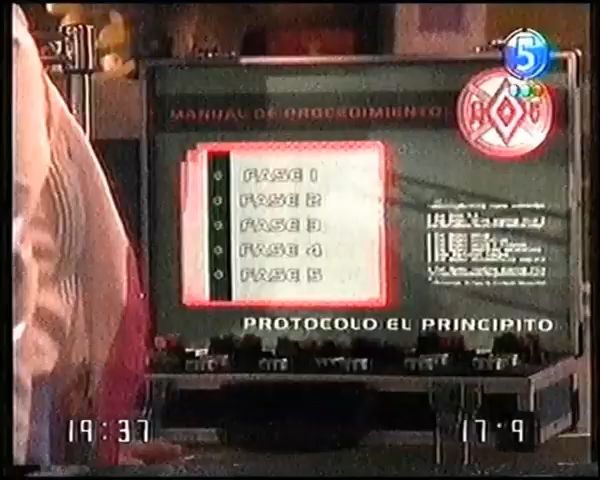 5
MANUAL DE PROCEDIMIENTO
FASE 1
FASE 2
FASE 3
FASE 4
FASE 5
PROTOCOLO EL PRINCIPITO
19:37
17·9